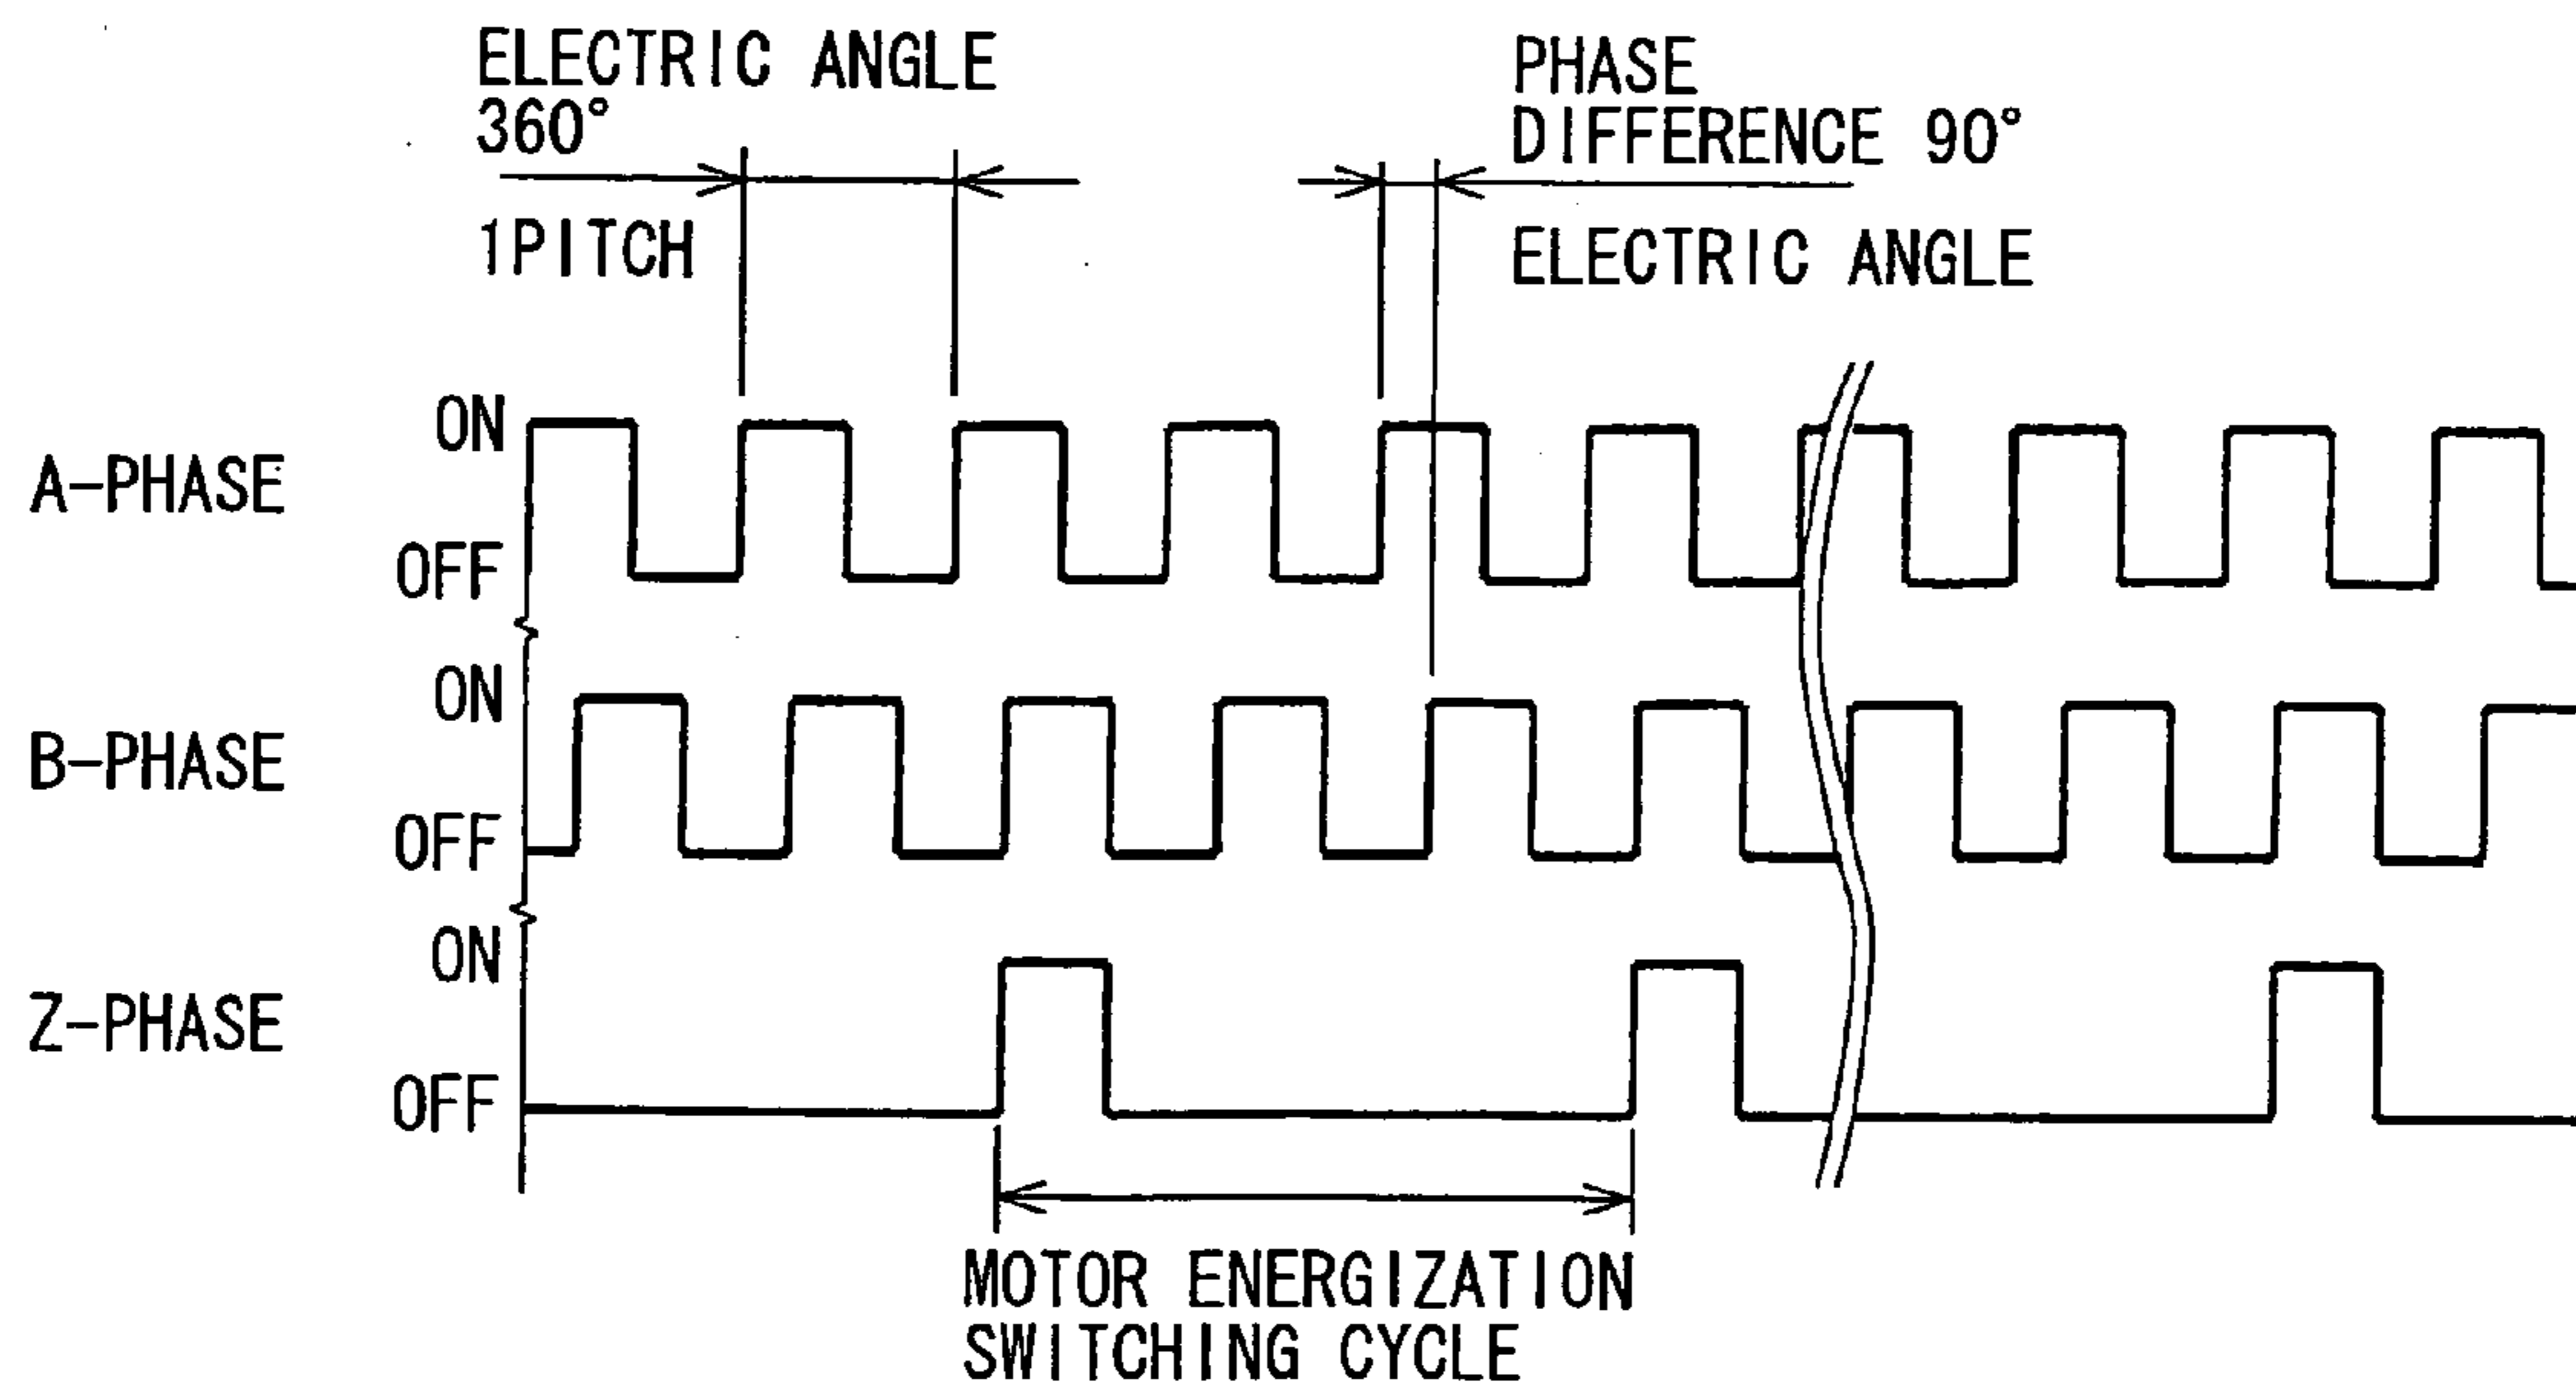 ELECTRIC ANGLE
360°
1PITCH
PHASE
DIFFERENCE 90°
ELECTRIC ANGLE
A-PHASE
ON
OFF
B-PHASE
ON
OFF
Z-PHASE
ON
OFF
MOTOR ENERGIZATION
SWITCHING CYCLE